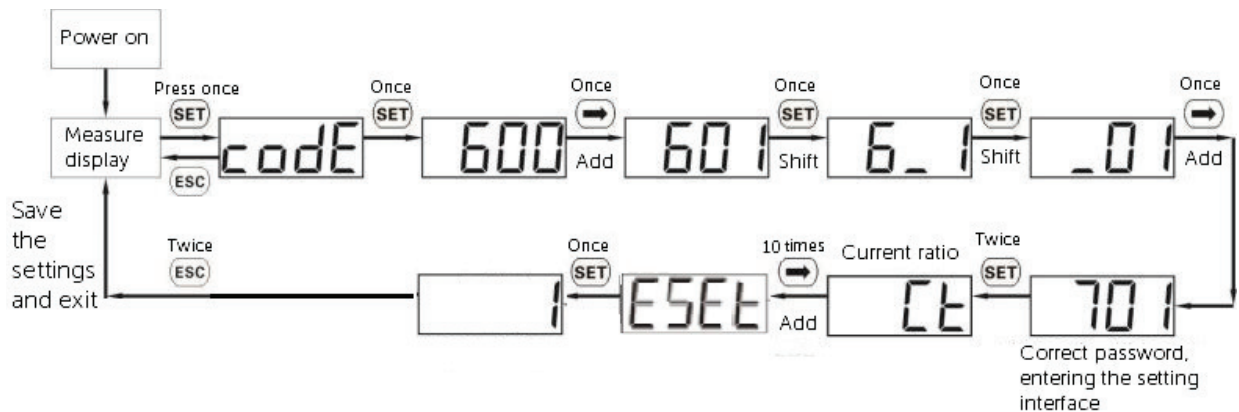 Power on
Press once
SET
Once
SET
Once
➡
Once
SET
Once
SET
Once
➡
Measure
display
codE
600
Add
601
Shift
6_1
Shift
_01
Add
ESC
Save
the
settings
and exit
Twice
ESC
Once
SET
10 times
➡
Current ratio
Twice
SET
1
ESEt
Add
Ct
701
Correct password,
entering the setting
interface